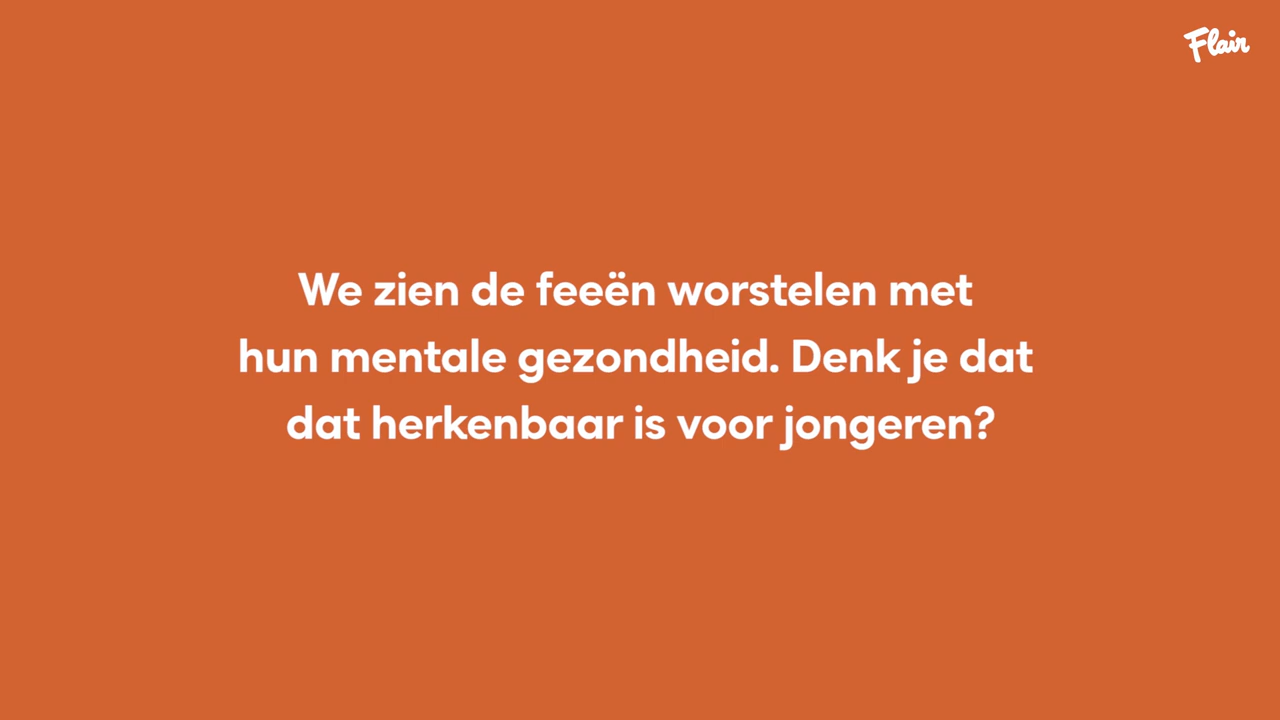 Flair
We zien de feeën worstelen met
hun mentale gezondheid. Denk je dat
dat herkenbaar is voor jongeren?